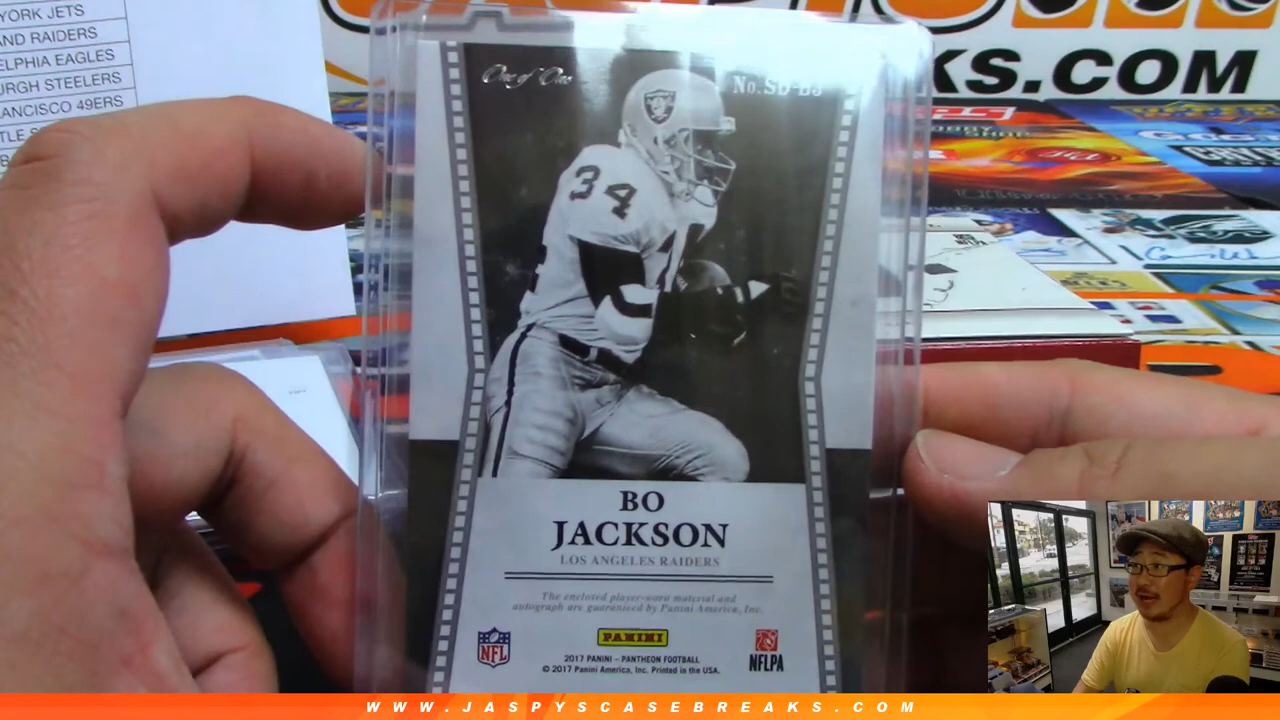 YORK JETS
AND RAIDERS
ELPHIA EAGLES
URGH STEELERS
ANCISCO 49ERS
KS.COM
One of One
No. SD-BJ
34
BO
JACKSON
LOS ANGELES RAIDERS
The enclosed player-worn material and
autograph are guaranteed by Panini America, Inc.
NFL
PANINI
NFLPA
2017 PANINI – PANTHEON FOOTBALL
© 2017 Panini America, Inc. Printed in the USA.
WWW.JASPYSCASEBREAKS.COM